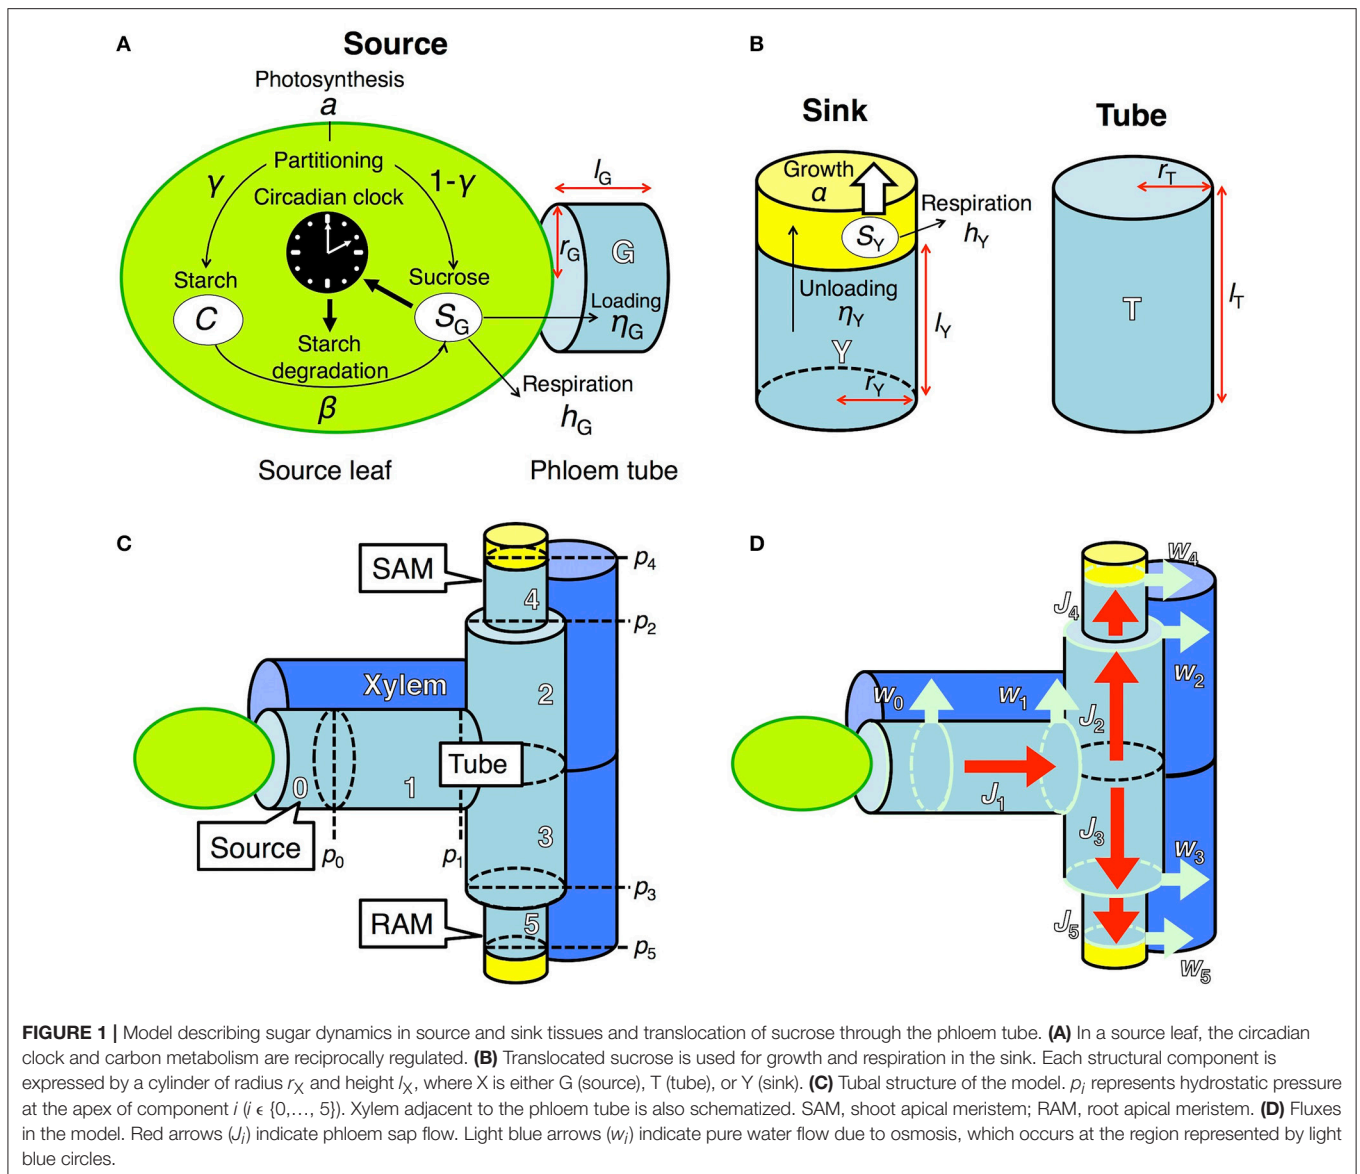 A
Source
Photosynthesis
a
Partitioning
γ
1-γ
Circadian clock
Starch
C
Sucrose
S_G
Starch
degradation
β
Loading
η_G
Respiration
h_G
l_G
r_G
G
Source leaf
Phloem tube
B
Sink
Tube
Growth
α
S_Y
Respiration
h_Y
Unloading
η_Y
Y
l_Y
r_Y
r_T
T
l_T
C
SAM
4
p_4
p_2
Xylem
2
Tube
0
1
Source
p_0
p_1
3
p_3
RAM
5
p_5
D
w_4
J_4
w_2
w_0
w_1
J_2
J_1
J_3
w_3
J_5
w_5
FIGURE 1 | Model describing sugar dynamics in source and sink tissues and translocation of sucrose through the phloem tube. (A) In a source leaf, the circadian
clock and carbon metabolism are reciprocally regulated. (B) Translocated sucrose is used for growth and respiration in the sink. Each structural component is
expressed by a cylinder of radius r_X and height l_X, where X is either G (source), T (tube), or Y (sink). (C) Tubal structure of the model. p_i represents hydrostatic pressure
at the apex of component i (i ϵ {0,..., 5}). Xylem adjacent to the phloem tube is also schematized. SAM, shoot apical meristem; RAM, root apical meristem. (D) Fluxes
in the model. Red arrows (J_i) indicate phloem sap flow. Light blue arrows (w_i) indicate pure water flow due to osmosis, which occurs at the region represented by light
blue circles.